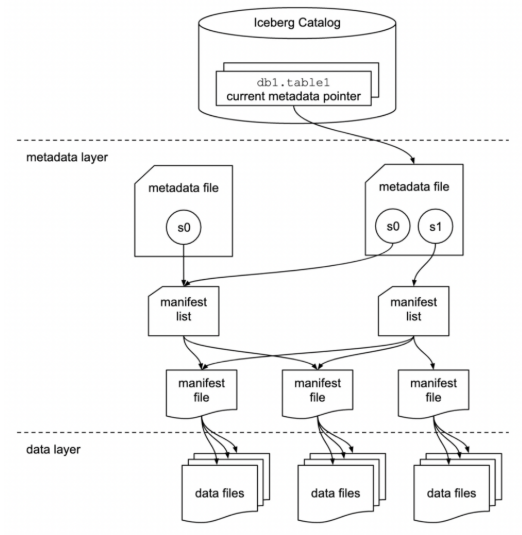 Iceberg Catalog
db1.table1
current metadata pointer
metadata layer
metadata file
s0
metadata file
s0
s1
manifest
list
manifest
list
manifest
file
manifest
file
manifest
file
data layer
data files
data files
data files